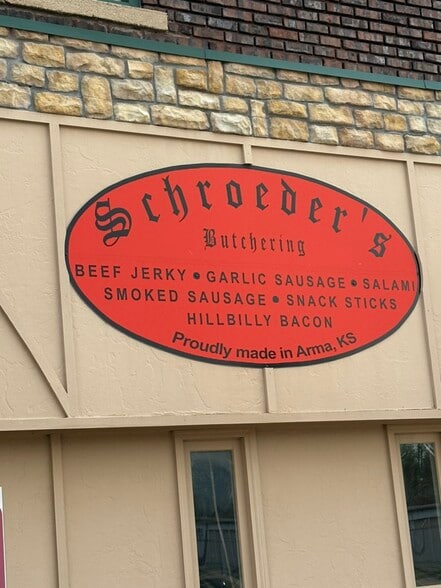 Schroeder's
Butchering
BEEF JERKY • GARLIC SAUSAGE • SALAMI
SMOKED SAUSAGE • SNACK STICKS
HILLBILLY BACON
Proudly made in Arma, KS